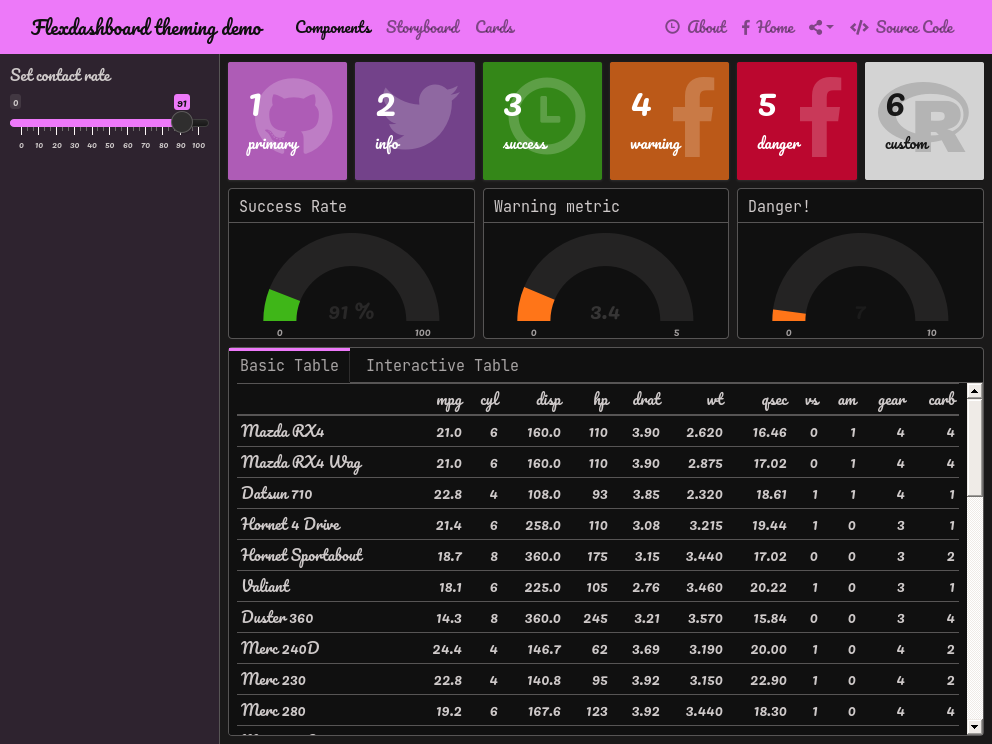 Flexdashboard theming demo Components Storyboard Cards About Home Source Code
Set contact rate
0 91
0 10 20 30 40 50 60 70 80 90 100
1 2 3 4 5 6
primary info success warning danger custom
Success Rate Warning metric Danger!
91 % 3.4 7
0 100 0 5 0 10
Basic Table Interactive Table
mpg cyl disp hp drat wt qsec vs am gear carb
Mazda RX4 21.0 6 160.0 110 3.90 2.620 16.46 0 1 4 4
Mazda RX4 Wag 21.0 6 160.0 110 3.90 2.875 17.02 0 1 4 4
Datsun 710 22.8 4 108.0 93 3.85 2.320 18.61 1 1 4 1
Hornet 4 Drive 21.4 6 258.0 110 3.08 3.215 19.44 1 0 3 1
Hornet Sportabout 18.7 8 360.0 175 3.15 3.440 17.02 0 0 3 2
Valiant 18.1 6 225.0 105 2.76 3.460 20.22 1 0 3 1
Duster 360 14.3 8 360.0 245 3.21 3.570 15.84 0 0 3 4
Merc 240D 24.4 4 146.7 62 3.69 3.190 20.00 1 0 4 2
Merc 230 22.8 4 140.8 95 3.92 3.150 22.90 1 0 4 2
Merc 280 19.2 6 167.6 123 3.92 3.440 18.30 1 0 4 4